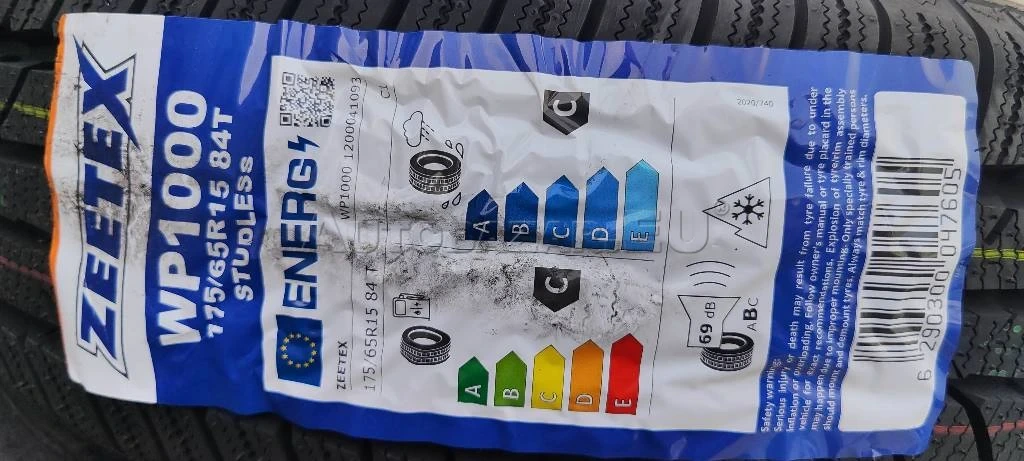 ZEETEX
WP1000
175/65R15 84T
STUDLESS
ENERG
ZEETEX
WP1000 1200041093
175/65R15 84 T
A
B
C
D
E
C
A
B
C
D
E
C
69 dB
ABC
2020/740
Safety warning:
Serious injury or death may result from tyre failure due to under
inflation or overloading. Follow owner's manual or tyre placard in the
vehicle for exact recommendations. Explosion of tyre/rim assembly
may happen due to improper mounting. Only specially trained persons
should mount and demount tyres. Always match tyre & rim diameters.
6 290300 047605